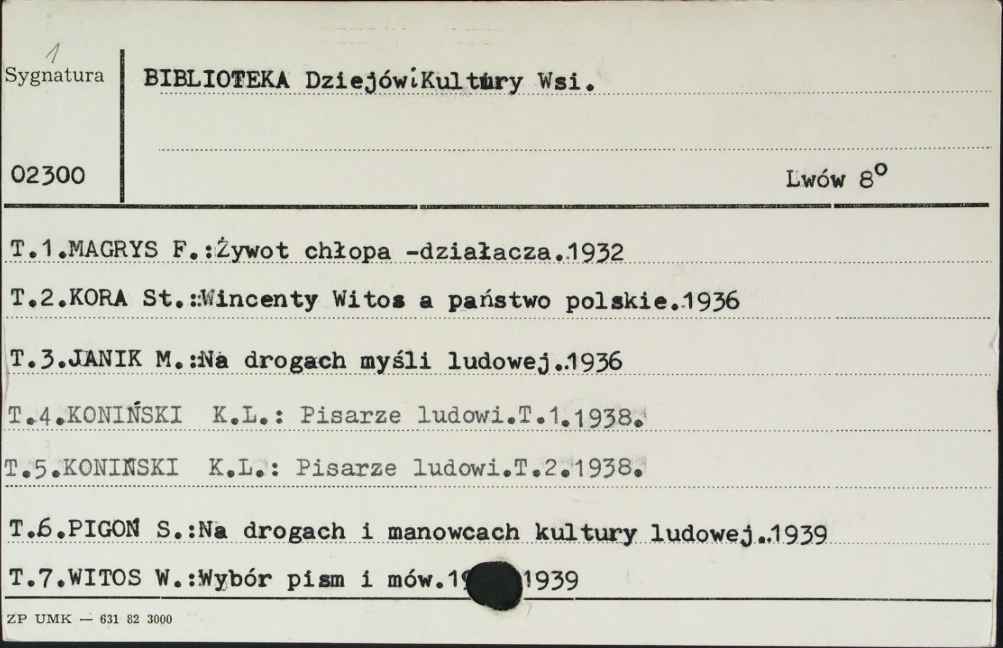 1
Sygnatura
BIBLIOTEKA Dziejów i Kultury Wsi.
02300
Lwów 8°
T.1.MAGRYS F.:Żywot chłopa -działacza.1932
T.2.KORA St.:Wincenty Witos a państwo polskie.1936
T.3.JANIK M.:Na drogach myśli ludowej.1936
T.4.KONIŃSKI K.L.: Pisarze ludowi.T.1.1938.
T.5.KONIŃSKI K.L.: Pisarze ludowi.T.2.1938.
T.6.PIGOŃ S.:Na drogach i manowcach kultury ludowej.1939
T.7.WITOS W.:Wybór pism i mów. 1939
ZP UMK — 631 82 3000